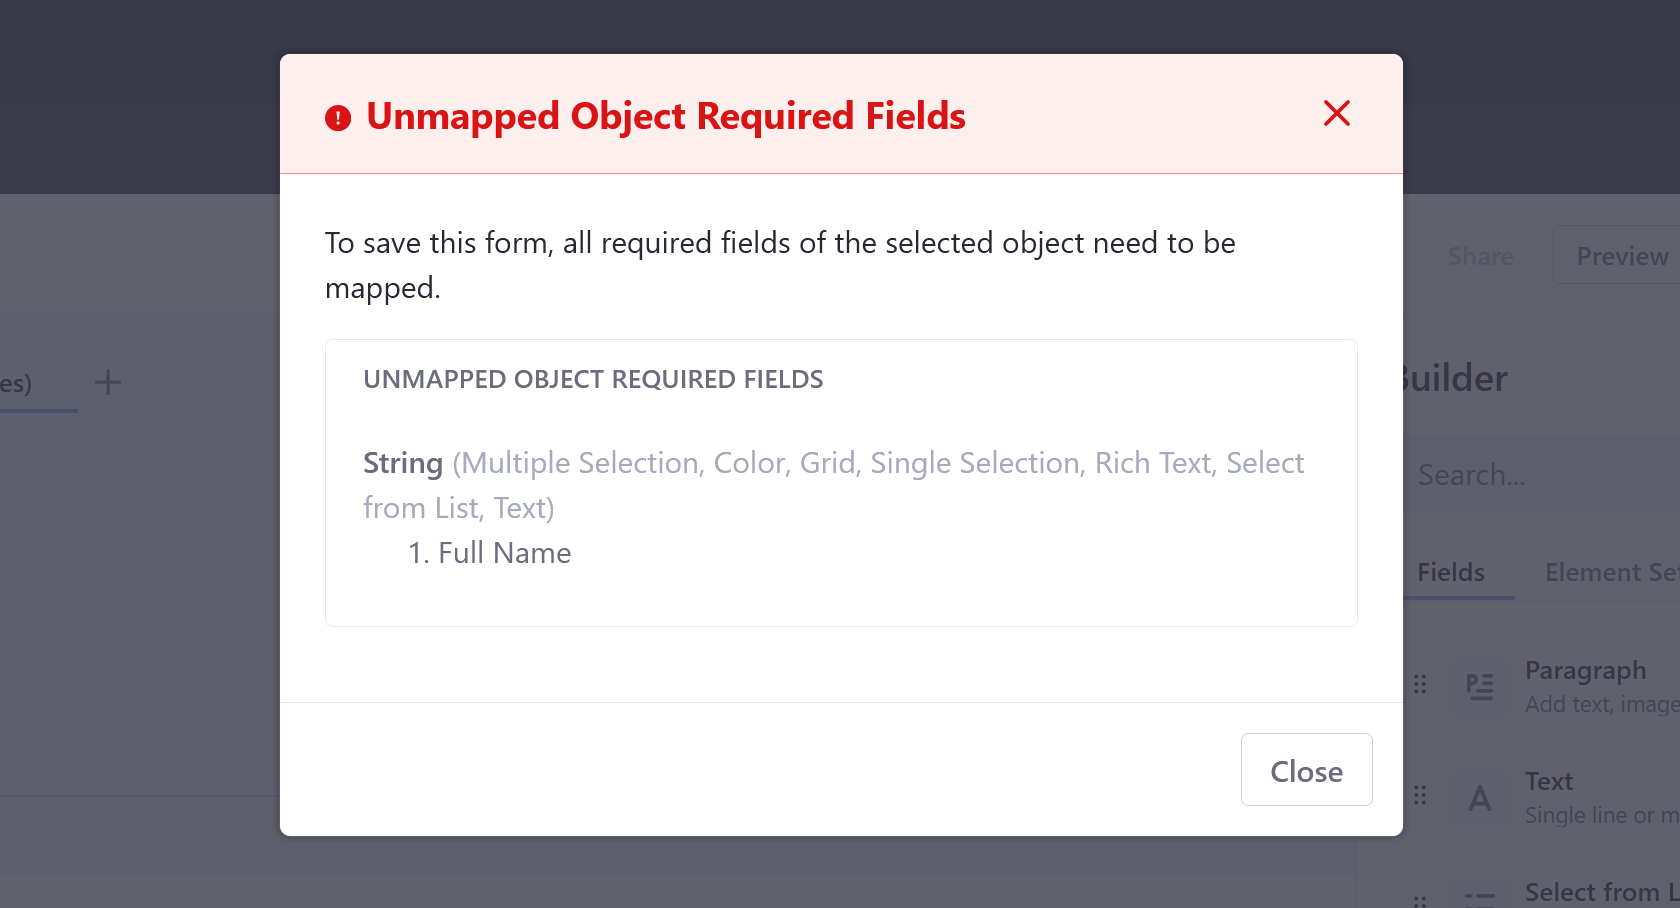 Unmapped Object Required Fields
To save this form, all required fields of the selected object need to be
mapped.
UNMAPPED OBJECT REQUIRED FIELDS
String (Multiple Selection, Color, Grid, Single Selection, Rich Text, Select
from List, Text)
1. Full Name
Close
es)
Share
Preview
Builder
Search...
Fields
Element Set
Paragraph
Add text, image
Text
Single line or m
Select from L